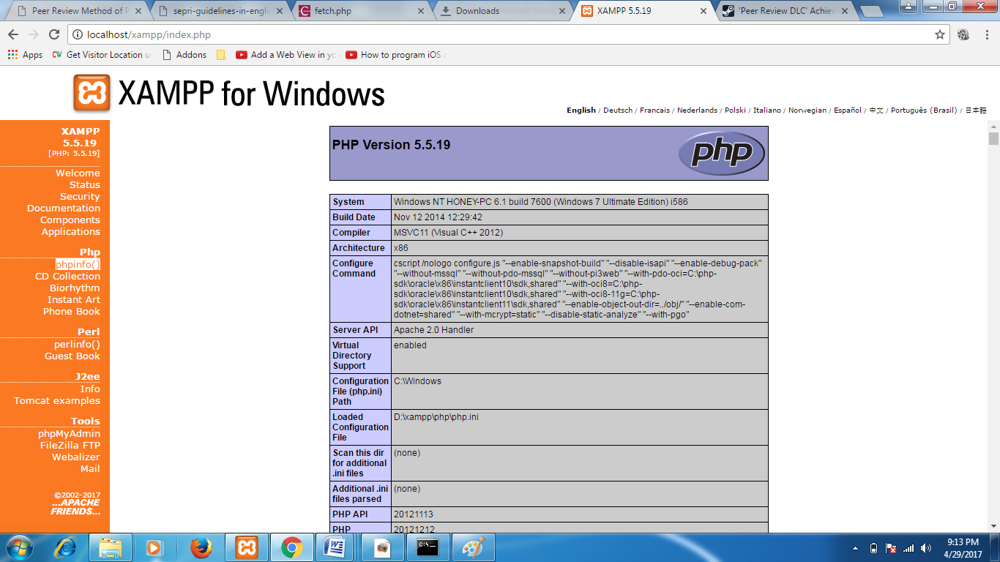 Peer Review Method of P
sepri-guidelines-in-engli
fetch.php
Downloads
XAMPP 5.5.19
'Peer Review DLC' Achiev
localhost/xampp/index.php
Apps
CW Get Visitor Location u
Addons
Add a Web View in yo
How to program iOS a
XAMPP for Windows
English / Deutsch / Francais / Nederlands / Polski / Italiano / Norwegian / Español / 中文 / Português (Brasil) / 日本語
XAMPP
5.5.19
[PHP: 5.5.19]
Welcome
Status
Security
Documentation
Components
Applications
Php
phpinfo()
CD Collection
Biorhythm
Instant Art
Phone Book
Perl
perlinfo()
Guest Book
J2ee
Info
Tomcat examples
Tools
phpMyAdmin
FileZilla FTP
Webalizer
Mail
©2002-2017
...APACHE
FRIENDS...
PHP Version 5.5.19
php
System
Windows NT HONEY-PC 6.1 build 7600 (Windows 7 Ultimate Edition) i586
Build Date
Nov 12 2014 12:29:42
Compiler
MSVC11 (Visual C++ 2012)
Architecture
x86
Configure
Command
cscript /nologo configure.js "--enable-snapshot-build" "--disable-isapi" "--enable-debug-pack"
"--without-mssql" "--without-pdo-mssql" "--without-pi3web" "--with-pdo-oci=C:\php-
sdk\oracle\x86\instantclient10\sdk,shared" "--with-oci8=C:\php-
sdk\oracle\x86\instantclient10\sdk,shared" "--with-oci8-11g=C:\php-
sdk\oracle\x86\instantclient11\sdk,shared" "--enable-object-out-dir=../obj/" "--enable-com-
dotnet=shared" "--with-mcrypt=static" "--disable-static-analyze" "--with-pgo"
Server API
Apache 2.0 Handler
Virtual
Directory
Support
enabled
Configuration
File (php.ini)
Path
C:\Windows
Loaded
Configuration
File
D:\xampp\php\php.ini
Scan this dir
for additional
.ini files
(none)
Additional .ini
files parsed
(none)
PHP API
20121113
PHP
20121212
9:13 PM
4/29/2017